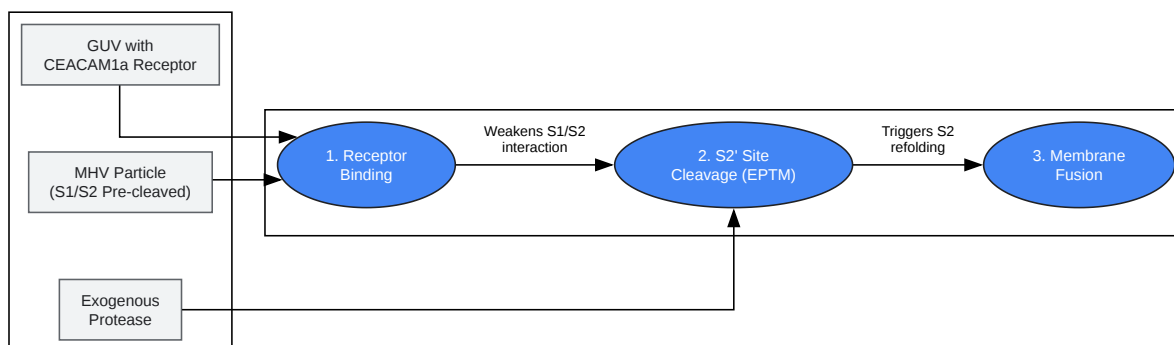 GUV with
CEACAM1a Receptor
MHV Particle
(S1/S2 Pre-cleaved)
Exogenous
Protease
1. Receptor
Binding
Weakens S1/S2
interaction
2. S2' Site
Cleavage (EPTM)
Triggers S2
refolding
3. Membrane
Fusion